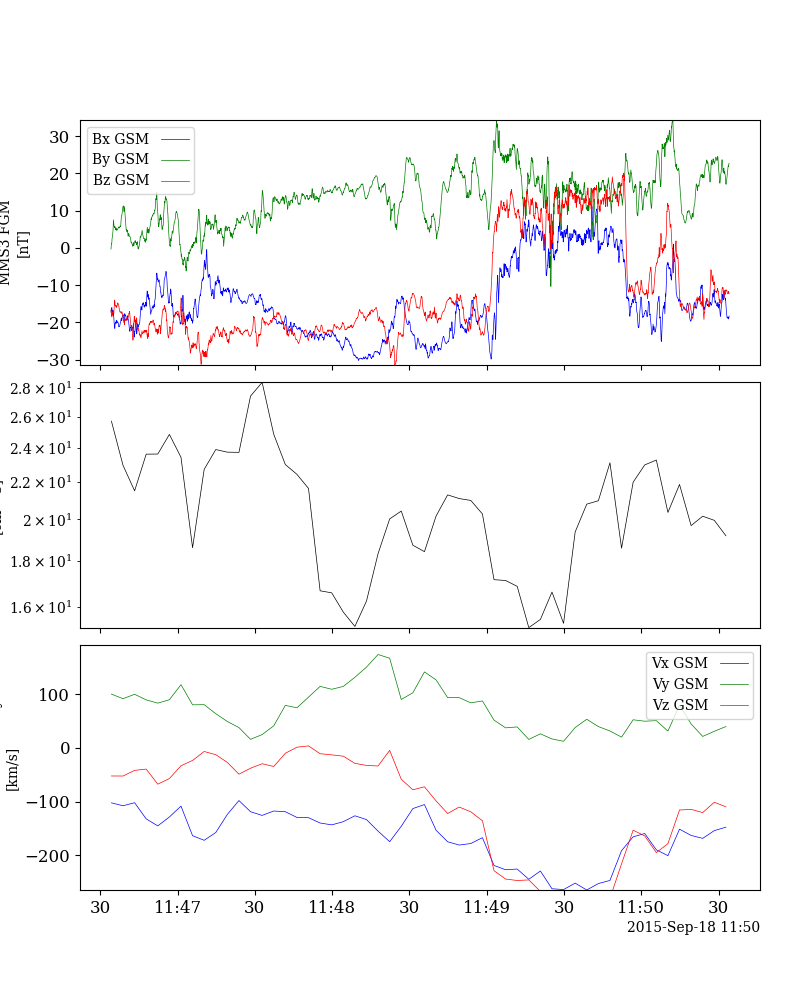 MMS3 FGM
[nT]
30
20
10
0
−10
−20
−30
Bx GSM
By GSM
Bz GSM
2.8 × 10¹
2.6 × 10¹
2.4 × 10¹
2.2 × 10¹
2 × 10¹
1.8 × 10¹
1.6 × 10¹
[km/s]
100
0
−100
−200
Vx GSM
Vy GSM
Vz GSM
30 11:47 30 11:48 30 11:49 30 11:50 30
2015-Sep-18 11:50